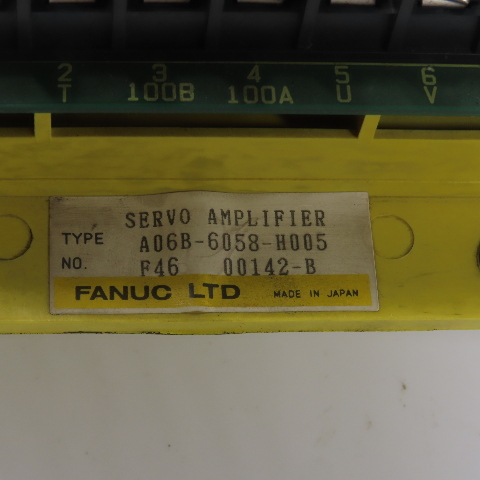 2 3 4 5 6
T 100B 100A U V
SERVO AMPLIFIER
TYPE A06B-6058-H005
NO. F46 00142-B
FANUC LTD MADE IN JAPAN